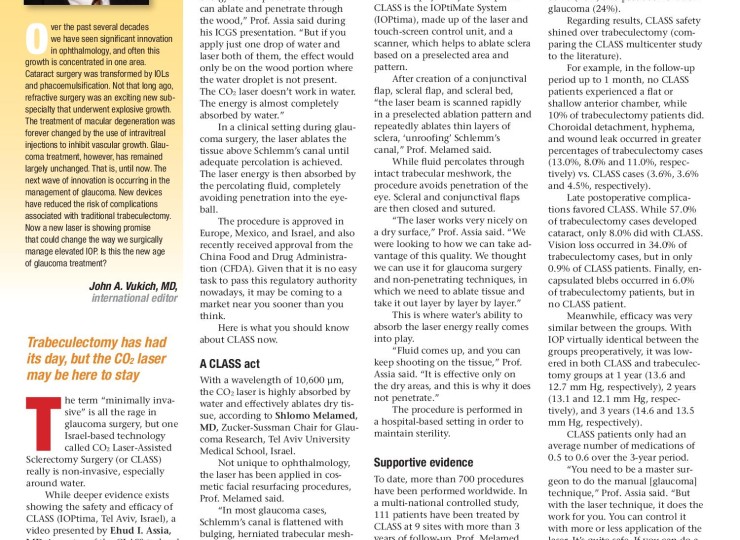 Over the past several decades
we have seen significant innovation
in ophthalmology, and often this
growth is concentrated in one area.
Cataract surgery was transformed by IOLs
and phacoemulsification. Not that long ago,
refractive surgery was an exciting new sub-
specialty that underwent explosive growth.
The treatment of macular degeneration was
forever changed by the use of intravitreal
injections to inhibit vascular growth. Glau-
coma treatment, however, has remained
largely unchanged. That is, until now. The
next wave of innovation is occurring in the
management of glaucoma. New devices
have reduced the risk of complications
associated with traditional trabeculectomy.
Now a new laser is showing promise
that could change the way we surgically
manage elevated IOP. Is this the new age
of glaucoma treatment?
John A. Vukich, MD,
international editor
Trabeculectomy has had
its day, but the CO₂ laser
may be here to stay
The term “minimally inva-
sive” is all the rage in
glaucoma surgery, but one
Israel-based technology
called CO₂ Laser-Assisted
Sclerectomy Surgery (or CLASS)
really is non-invasive, especially
around water.
While deeper evidence exists
showing the safety and efficacy of
CLASS (IOPtima, Tel Aviv, Israel), a
video presented by Ehud I. Assia,
can ablate and penetrate through
the wood,” Prof. Assia said during
his ICGS presentation. “But if you
apply just one drop of water and
laser both of them, the effect would
only be on the wood portion where
the water droplet is not present.
The CO₂ laser doesn’t work in water.
The energy is almost completely
absorbed by water.”
In a clinical setting during glau-
coma surgery, the laser ablates the
tissue above Schlemm’s canal until
adequate percolation is achieved.
The laser energy is then absorbed by
the percolating fluid, completely
avoiding penetration into the eye-
ball.
The procedure is approved in
Europe, Mexico, and Israel, and also
recently received approval from the
China Food and Drug Administra-
tion (CFDA). Given that it is no easy
task to pass this regulatory authority
nowadays, it may be coming to a
market near you sooner than you
think.
Here is what you should know
about CLASS now.
A CLASS act
With a wavelength of 10,600 µm,
the CO₂ laser is highly absorbed by
water and effectively ablates dry tis-
sue, according to Shlomo Melamed,
MD, Zucker-Sussman Chair for Glau-
coma Research, Tel Aviv University
Medical School, Israel.
Not unique to ophthalmology,
the laser has been applied in cos-
metic facial resurfacing procedures,
Prof. Melamed said.
“In most glaucoma cases,
Schlemm’s canal is flattened with
bulging, herniated trabecular mesh-
CLASS is the IOPtiMate System
(IOPtima), made up of the laser and
touch-screen control unit, and a
scanner, which helps to ablate sclera
based on a preselected area and
pattern.
After creation of a conjunctival
flap, scleral flap, and scleral bed,
“the laser beam is scanned rapidly
in a preselected ablation pattern and
repeatedly ablates thin layers of
sclera, ‘unroofing’ Schlemm’s
canal,” Prof. Melamed said.
While fluid percolates through
intact trabecular meshwork, the
procedure avoids penetration of the
eye. Scleral and conjunctival flaps
are then closed and sutured.
“The laser works very nicely on
a dry surface,” Prof. Assia said. “We
were looking to how we can take ad-
vantage of this quality. We thought
we can use it for glaucoma surgery
and non-penetrating techniques, in
which we need to ablate tissue and
take it out layer by layer by layer.”
This is where water’s ability to
absorb the laser energy really comes
into play.
“Fluid comes up, and you can
keep shooting on the tissue,” Prof.
Assia said. “It is effective only on
the dry areas, and this is why it does
not penetrate.”
The procedure is performed in
a hospital-based setting in order to
maintain sterility.
Supportive evidence
To date, more than 700 procedures
have been performed worldwide. In
a multi-national controlled study,
111 patients have been treated by
CLASS at 9 sites with more than 3
years of follow-up, Prof. Melamed
glaucoma (24%).
Regarding results, CLASS safety
shined over trabeculectomy (com-
paring the CLASS multicenter study
to the literature).
For example, in the follow-up
period up to 1 month, no CLASS
patients experienced a flat or
shallow anterior chamber, while
10% of trabeculectomy patients did.
Choroidal detachment, hyphema,
and wound leak occurred in greater
percentages of trabeculectomy cases
(13.0%, 8.0% and 11.0%, respec-
tively) vs. CLASS cases (3.6%, 3.6%
and 4.5%, respectively).
Late postoperative complica-
tions favored CLASS. While 57.0%
of trabeculectomy cases developed
cataract, only 8.0% did with CLASS.
Vision loss occurred in 34.0% of
trabeculectomy cases, but in only
0.9% of CLASS patients. Finally, en-
capsulated blebs occurred in 6.0%
of trabeculectomy patients, but in
no CLASS patient.
Meanwhile, efficacy was very
similar between the groups. With
IOP virtually identical between the
groups preoperatively, it was low-
ered in both CLASS and trabeculec-
tomy groups at 1 year (13.6 and
12.7 mm Hg, respectively), 2 years
(13.1 and 12.1 mm Hg, respec-
tively), and 3 years (14.6 and 13.5
mm Hg, respectively).
CLASS patients only had an
average number of medications of
0.5 to 0.6 over the 3-year period.
“You need to be a master sur-
geon to do the manual [glaucoma]
technique,” Prof. Assia said. “But
with the laser technique, it does the
work for you. You can control it
with more or less application of the